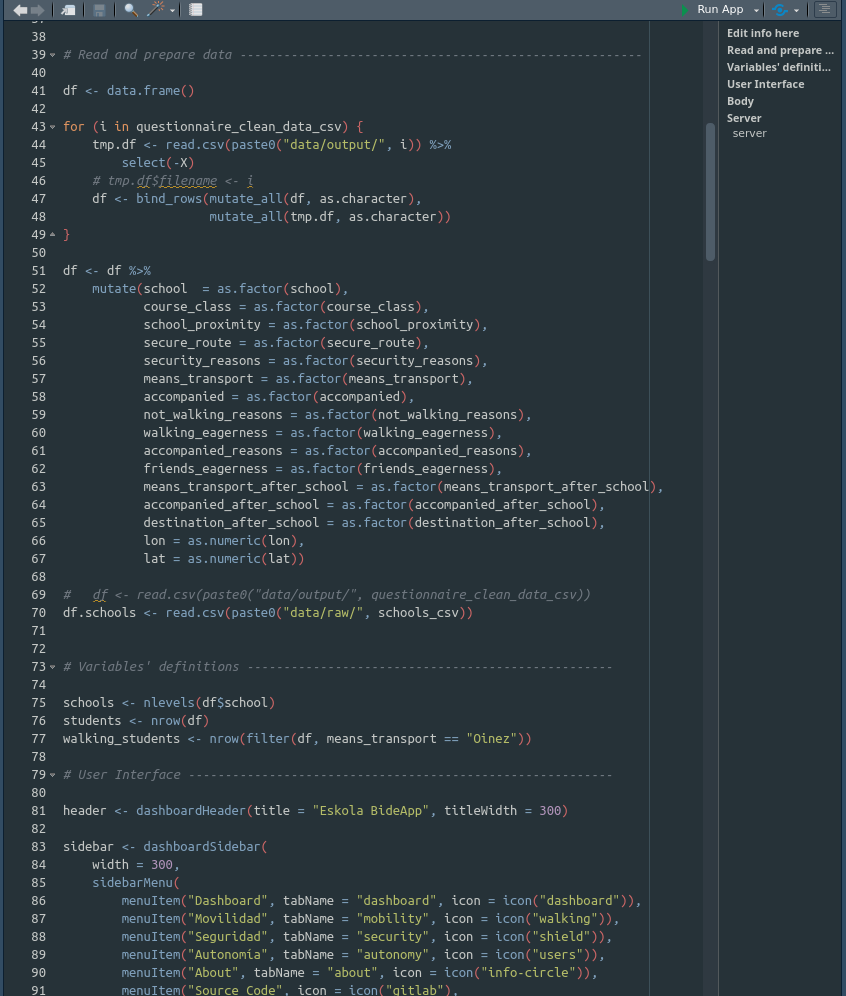 Run App
38
39 # Read and prepare data -------------------------------------------------------
40
41 df <- data.frame()
42
43 for (i in questionnaire_clean_data_csv) {
44     tmp.df <- read.csv(paste0("data/output/", i)) %>%
45         select(-X)
46     # tmp.df$filename <- i
47     df <- bind_rows(mutate_all(df, as.character),
48                     mutate_all(tmp.df, as.character))
49 }
50
51 df <- df %>%
52     mutate(school  = as.factor(school),
53            course_class = as.factor(course_class),
54            school_proximity = as.factor(school_proximity),
55            secure_route = as.factor(secure_route),
56            security_reasons = as.factor(security_reasons),
57            means_transport = as.factor(means_transport),
58            accompanied = as.factor(accompanied),
59            not_walking_reasons = as.factor(not_walking_reasons),
60            walking_eagerness = as.factor(walking_eagerness),
61            accompanied_reasons = as.factor(accompanied_reasons),
62            friends_eagerness = as.factor(friends_eagerness),
63            means_transport_after_school = as.factor(means_transport_after_school),
64            accompanied_after_school = as.factor(accompanied_after_school),
65            destination_after_school = as.factor(destination_after_school),
66            lon = as.numeric(lon),
67            lat = as.numeric(lat))
68
69 #   df <- read.csv(paste0("data/output/", questionnaire_clean_data_csv))
70 df.schools <- read.csv(paste0("data/raw/", schools_csv))
71
72
73 # Variables' definitions --------------------------------------------------
74
75 schools <- nlevels(df$school)
76 students <- nrow(df)
77 walking_students <- nrow(filter(df, means_transport == "Oinez"))
78
79 # User Interface ----------------------------------------------------------
80
81 header <- dashboardHeader(title = "Eskola BideApp", titleWidth = 300)
82
83 sidebar <- dashboardSidebar(
84     width = 300,
85     sidebarMenu(
86         menuItem("Dashboard", tabName = "dashboard", icon = icon("dashboard")),
87         menuItem("Movilidad", tabName = "mobility", icon = icon("walking")),
88         menuItem("Seguridad", tabName = "security", icon = icon("shield")),
89         menuItem("Autonomía", tabName = "autonomy", icon = icon("users")),
90         menuItem("About", tabName = "about", icon = icon("info-circle")),
91         menuItem("Source Code", icon = icon("gitlab"),
Edit info here
Read and prepare ...
Variables' definiti...
User Interface
Body
Server
server